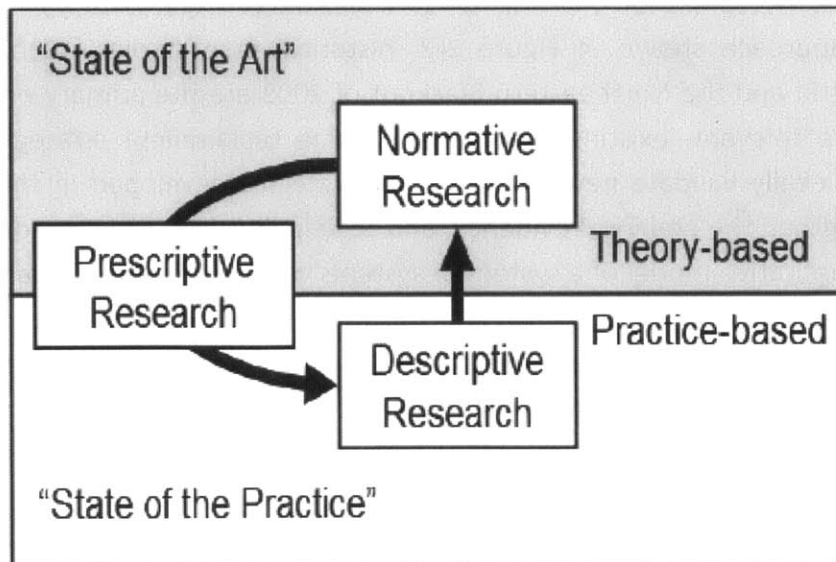 “State of the Art”
Normative
Research
Theory-based
Prescriptive
Research
Practice-based
Descriptive
Research
“State of the Practice”